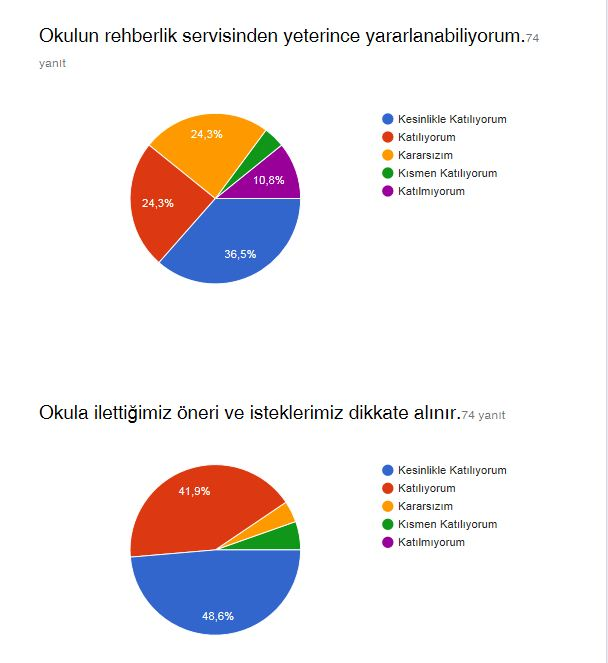 Okulun rehberlik servisinden yeterince yararlanabiliyorum.74
yanıt
24,3%
10,8%
24,3%
36,5%
Kesinlikle Katılıyorum
Katılıyorum
Kararsızım
Kısmen Katılıyorum
Katılmıyorum
Okula ilettiğimiz öneri ve isteklerimiz dikkate alınır.74 yanıt
41,9%
48,6%
Kesinlikle Katılıyorum
Katılıyorum
Kararsızım
Kısmen Katılıyorum
Katılmıyorum